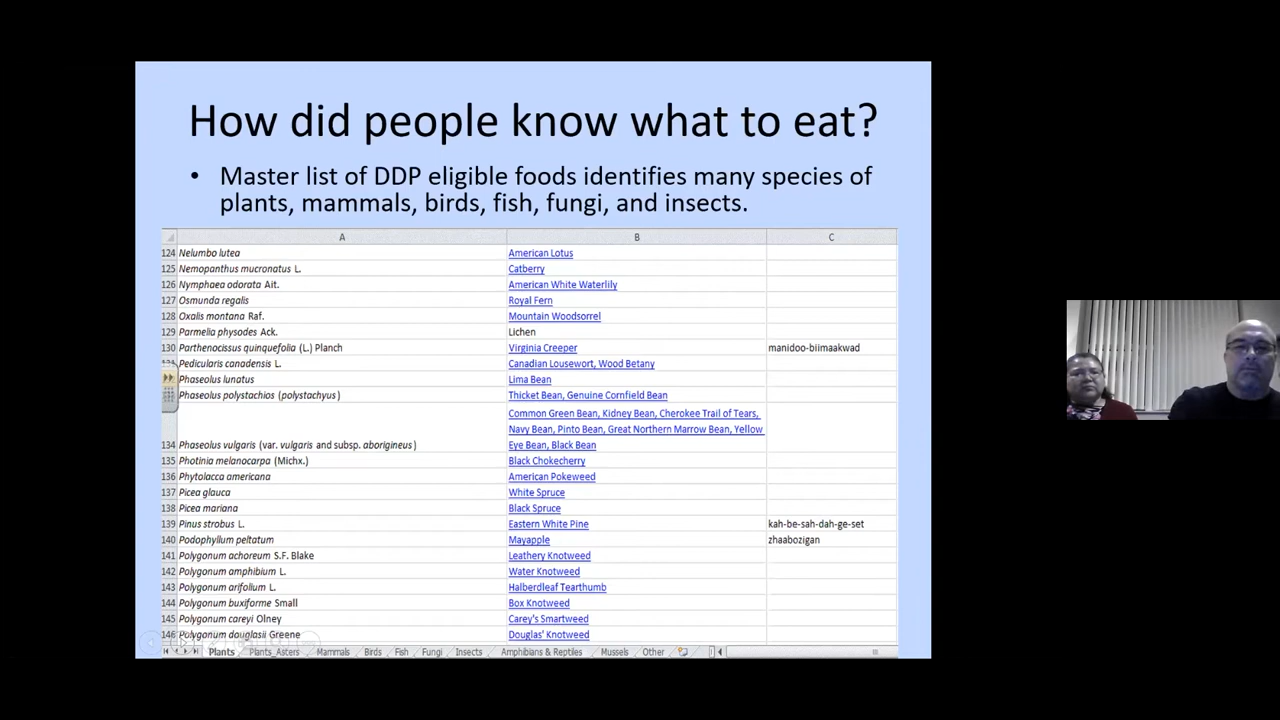 How did people know what to eat?
• Master list of DDP eligible foods identifies many species of
plants, mammals, birds, fish, fungi, and insects.
A B C
124 Nelumbo lutea American Lotus
125 Nemopanthus mucronatus L. Catberry
126 Nymphaea odorata Ait. American White Waterlily
127 Osmunda regalis Royal Fern
128 Oxalis montana Raf. Mountain Woodsorrel
129 Parmelia physodes Ack. Lichen
130 Parthenocissus quinquefolia (L.) Planch Virginia Creeper manidoo-biimaakwad
131 Pedicularis canadensis L. Canadian Lousewort, Wood Betany
Phaseolus lunatus Lima Bean
Phaseolus polystachios (polystachyus) Thicket Bean, Genuine Cornfield Bean
Common Green Bean, Kidney Bean, Cherokee Trail of Tears,
Navy Bean, Pinto Bean, Great Northern Marrow Bean, Yellow
134 Phaseolus vulgaris (var. vulgaris and subsp. aborigineus) Eye Bean, Black Bean
135 Photinia melanocarpa (Michx.) Black Chokecherry
136 Phytolacca americana American Pokeweed
137 Picea glauca White Spruce
138 Picea mariana Black Spruce
139 Pinus strobus L. Eastern White Pine kah-be-sah-dah-ge-set
140 Podophyllum peltatum Mayapple zhaabozigan
141 Polygonum achoreum S.F. Blake Leathery Knotweed
142 Polygonum amphibium L. Water Knotweed
143 Polygonum arifolium L. Halberdleaf Tearthumb
144 Polygonum buxiforme Small Box Knotweed
145 Polygonum careyi Olney Carey's Smartweed
146 Polygonum douglasii Greene Douglas' Knotweed
Plants Plants_Asters Mammals Birds Fish Fungi Insects Amphibians & Reptiles Mussels Other